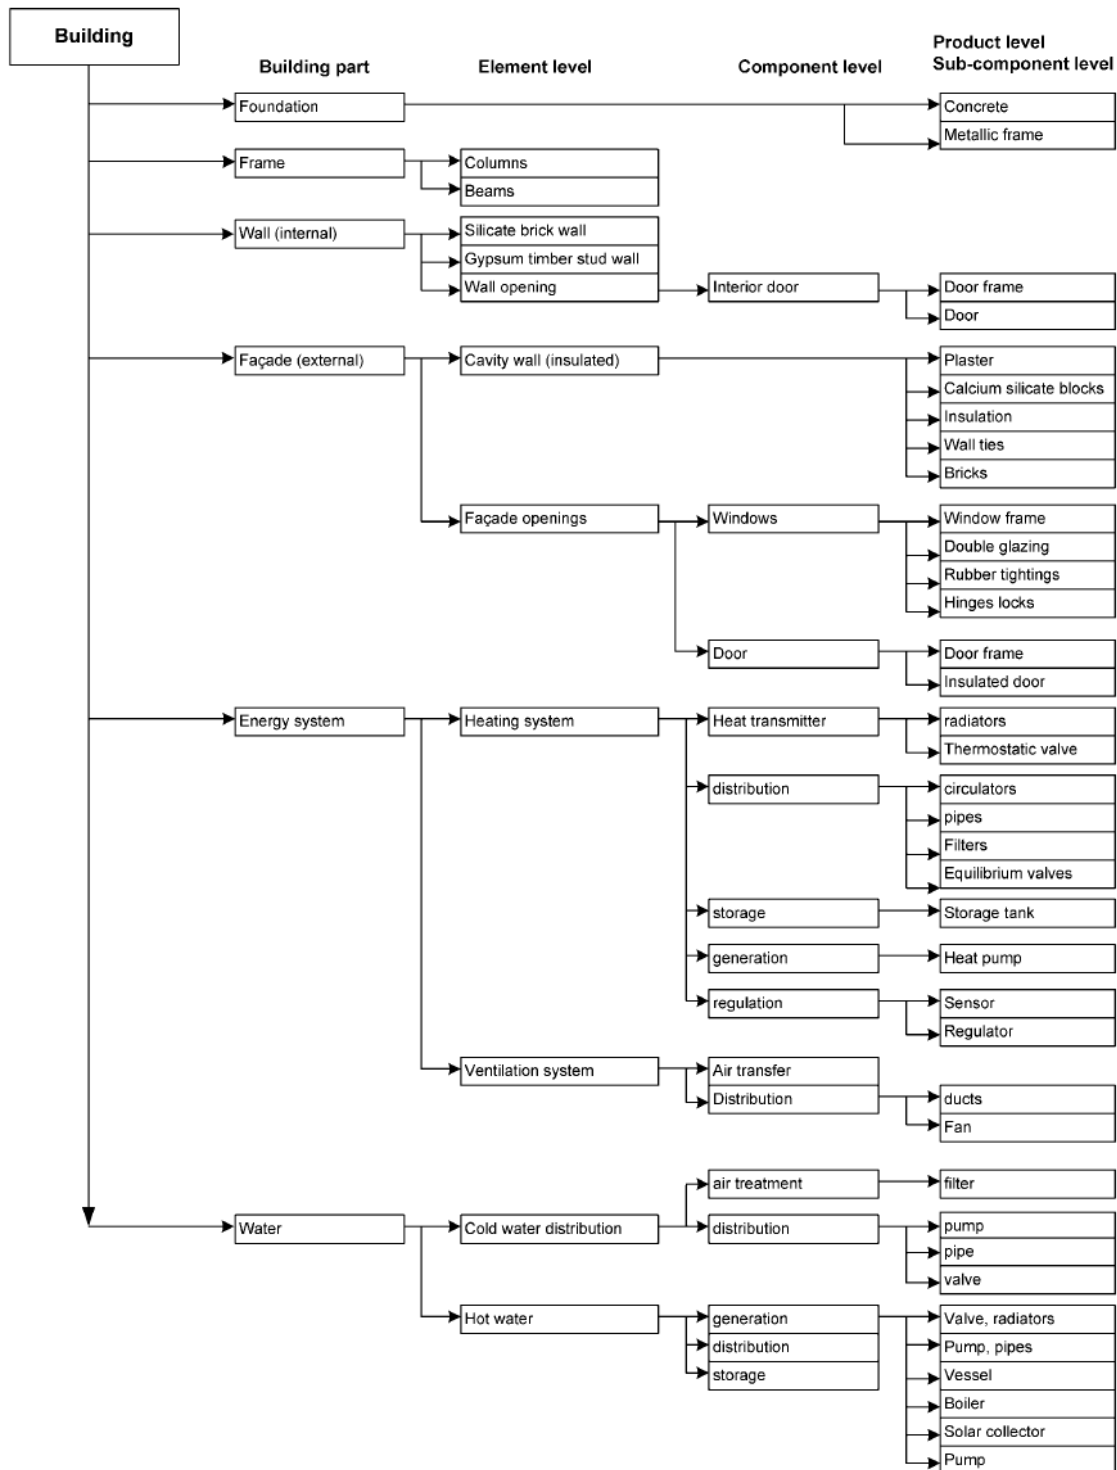 Building
Building part
Element level
Component level
Product level
Sub-component level
Foundation
Concrete
Metallic frame
Frame
Columns
Beams
Wall (internal)
Silicate brick wall
Gypsum timber stud wall
Wall opening
Interior door
Door frame
Door
Façade (external)
Cavity wall (insulated)
Plaster
Calcium silicate blocks
Insulation
Wall ties
Bricks
Façade openings
Windows
Window frame
Double glazing
Rubber tightings
Hinges locks
Door
Door frame
Insulated door
Energy system
Heating system
Heat transmitter
radiators
Thermostatic valve
distribution
circulators
pipes
Filters
Equilibrium valves
storage
Storage tank
generation
Heat pump
regulation
Sensor
Regulator
Ventilation system
Air transfer
Distribution
ducts
Fan
air treatment
filter
Water
Cold water distribution
distribution
pump
pipe
valve
Hot water
generation
distribution
storage
Valve, radiators
Pump, pipes
Vessel
Boiler
Solar collector
Pump